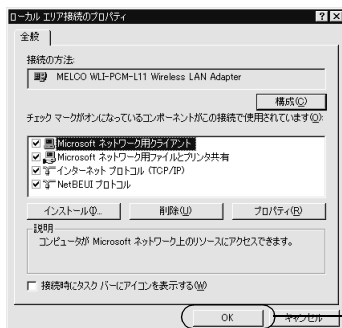 ローカル エリア接続のプロパティ
全般
接続の方法:
MELCO WLI-PCM-L11 Wireless LAN Adapter
構成(C)
チェック マークがオンになっているコンポーネントがこの接続で使用されています(O):
Microsoft ネットワーク用クライアント
Microsoft ネットワーク用ファイルとプリンタ共有
インターネット プロトコル (TCP/IP)
NetBEUI プロトコル
インストール(I)...
削除(U)
プロパティ(R)
説明
コンピュータが Microsoft ネットワーク上のリソースにアクセスできます。
接続時にタスク バーにアイコンを表示する(W)
OK
キャンセル